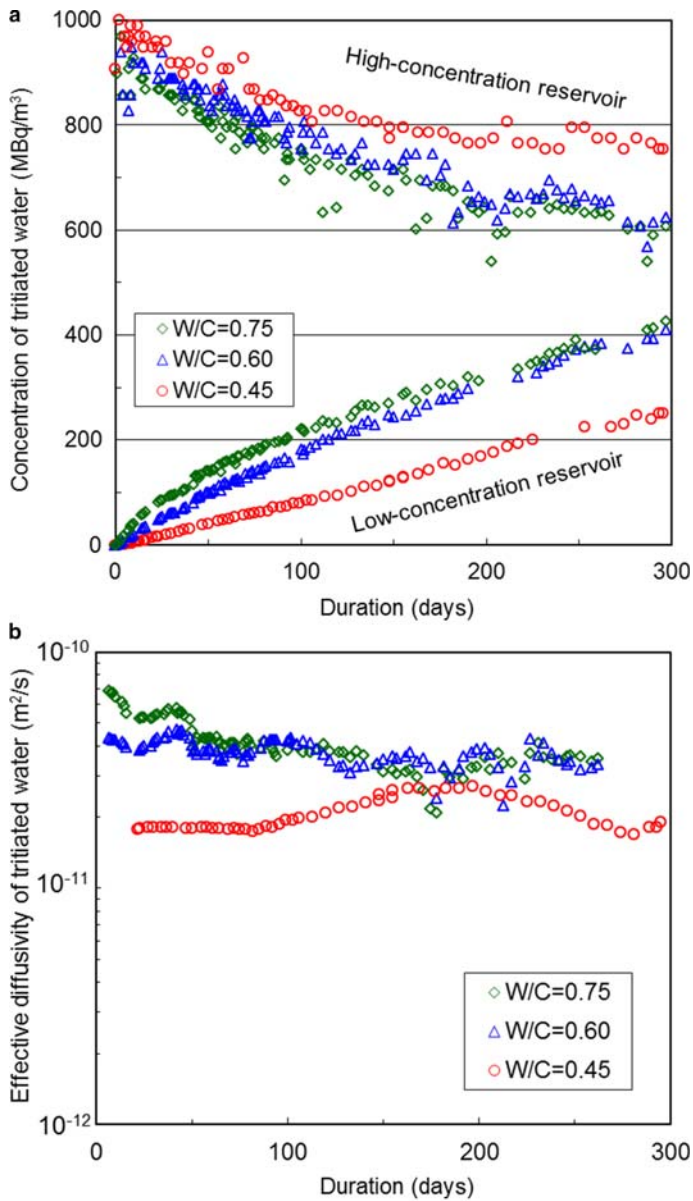 a
1000
800
600
400
200
0
Concentration of tritiated water (MBq/m³)
High-concentration reservoir
W/C=0.75
W/C=0.60
W/C=0.45
Low-concentration reservoir
0 100 200 300
Duration (days)
b
10⁻¹⁰
10⁻¹¹
10⁻¹²
Effective diffusivity of tritiated water (m²/s)
W/C=0.75
W/C=0.60
W/C=0.45
0 100 200 300
Duration (days)